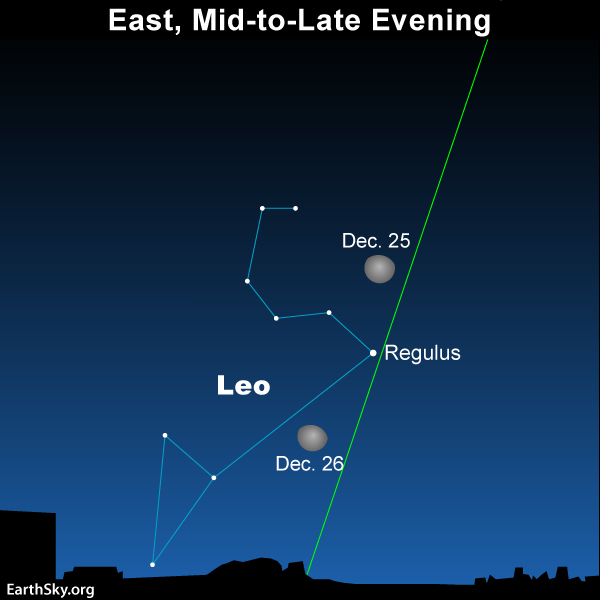 East, Mid-to-Late Evening
Dec. 25
Regulus
Leo
Dec. 26
EarthSky.org